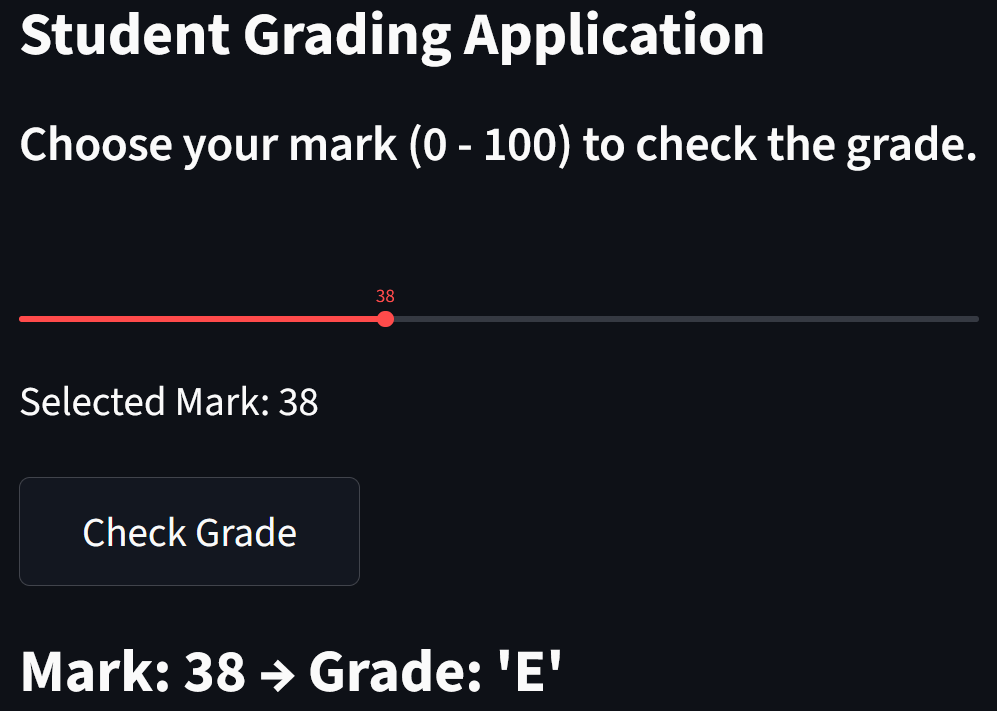 Student Grading Application
Choose your mark (0 - 100) to check the grade.
38
Selected Mark: 38
Check Grade
Mark: 38 → Grade: 'E'